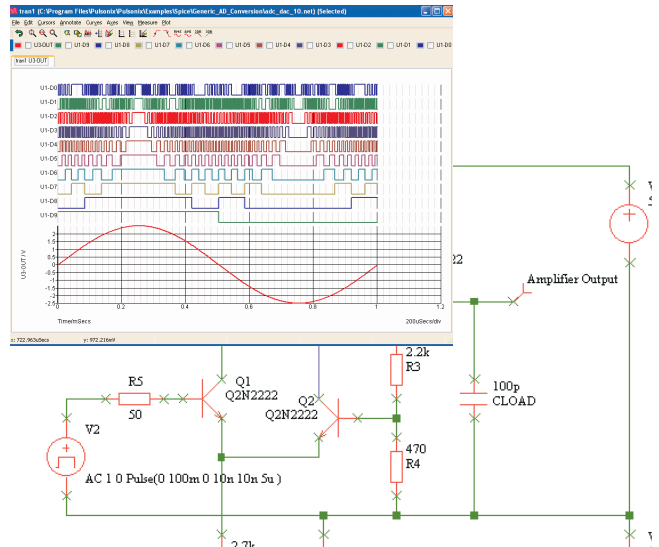 tran1 (C:\Program Files\Pulsonix\Pulsonix\Examples\Spice\Generic_AD_Conversion\adc_dac_10.net) (Selected)
File Edit Cursors Annotate Curves Axes View Measure Plot
U3-OUT U1-D9 U1-D8 U1-D7 U1-D6 U1-D5 U1-D4 U1-D3 U1-D2 U1-D1 U1-D0
tran1 U3-OUT
U1-D0
U1-D1
U1-D2
U1-D3
U1-D4
U1-D5
U1-D6
U1-D7
U1-D8
U1-D9
U3-OUT / V
2
1.5
1
0.5
0
-0.5
-1
-1.5
-2
-2.5
0 0.2 0.4 0.6 0.8 1 1.2
Time/mSecs 200uSecs/div
x: 722.963uSecs y: 972.216mV
22
Amplifier Output
2.2k
R3
100p
CLOAD
R5
50
Q1
Q2N2222
Q2
Q2N2222
V2
470
R4
AC 1 0 Pulse(0 100m 0 10n 10n 5u )
2.7k